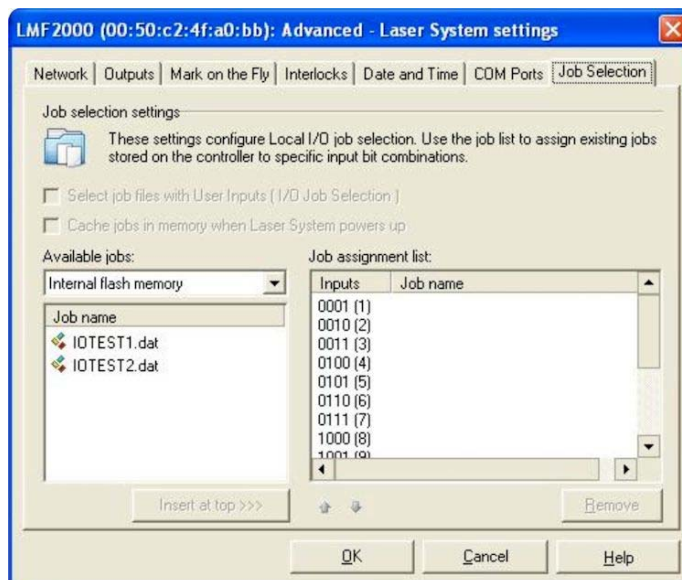 LMF2000 (00:50:c2:4f:a0:bb): Advanced - Laser System settings
Network Outputs Mark on the Fly Interlocks Date and Time COM Ports Job Selection
Job selection settings
These settings configure Local I/O job selection. Use the job list to assign existing jobs
stored on the controller to specific input bit combinations.
Select job files with User Inputs ( I/O Job Selection )
Cache jobs in memory when Laser System powers up
Available jobs:
Internal flash memory
Job name
IOTEST1.dat
IOTEST2.dat
Insert at top >>>
Job assignment list:
Inputs Job name
0001 (1)
0010 (2)
0011 (3)
0100 (4)
0101 (5)
0110 (6)
0111 (7)
1000 (8)
1001 (9)
Remove
OK Cancel Help